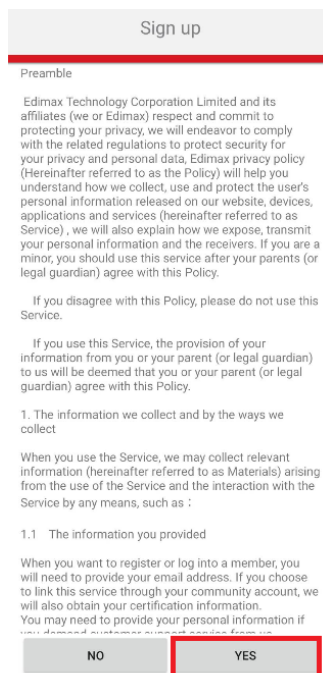 Sign up
Preamble
Edimax Technology Corporation Limited and its
affiliates (we or Edimax) respect and commit to
protecting your privacy, we will endeavor to comply
with the related regulations to protect security for
your privacy and personal data, Edimax privacy policy
(Hereinafter referred to as the Policy) will help you
understand how we collect, use and protect the user's
personal information released on our website, devices,
applications and services (hereinafter referred to as
Service) , we will also explain how we expose, transmit
your personal information and the receivers. If you are a
minor, you should use this service after your parents (or
legal guardian) agree with this Policy.
If you disagree with this Policy, please do not use this
Service.
If you use this Service, the provision of your
information from you or your parent (or legal guardian)
to us will be deemed that you or your parent (or legal
guardian) agree with this Policy.
1. The information we collect and by the ways we
collect
When you use the Service, we may collect relevant
information (hereinafter referred to as Materials) arising
from the use of the Service and the interaction with the
Service by any means, such as：
1.1 The information you provided
When you want to register or log into a member, you
will need to provide your email address. If you choose
to link this service through your community account, we
will also obtain your certification information.
You may need to provide your personal information if
you demand customer support service from us
NO
YES